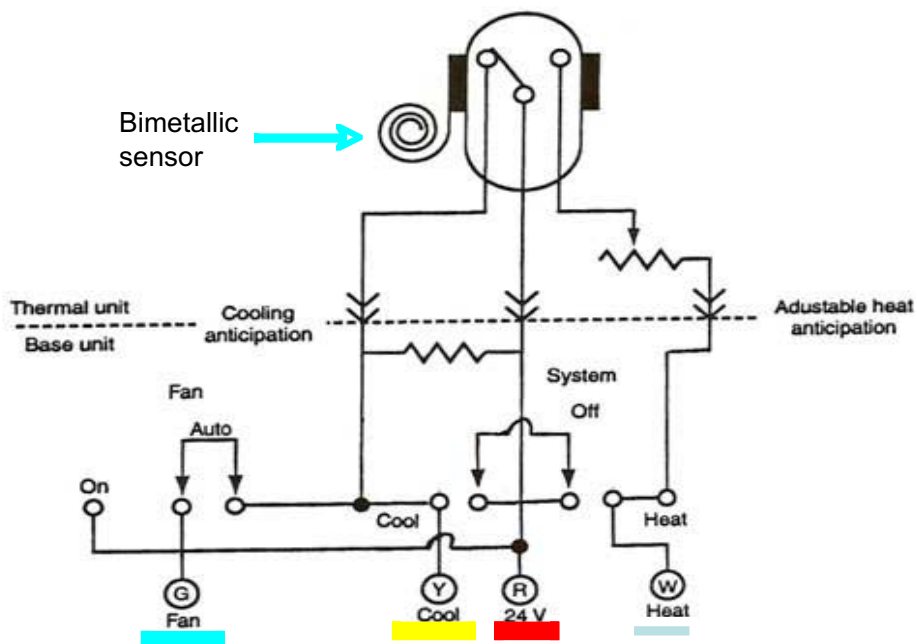 Bimetallic
sensor
Thermal unit
Base unit
Cooling
anticipation
Adustable heat
anticipation
System
Off
Fan
Auto
On
Cool
Heat
G
Fan
Y
Cool
R
24 V
W
Heat